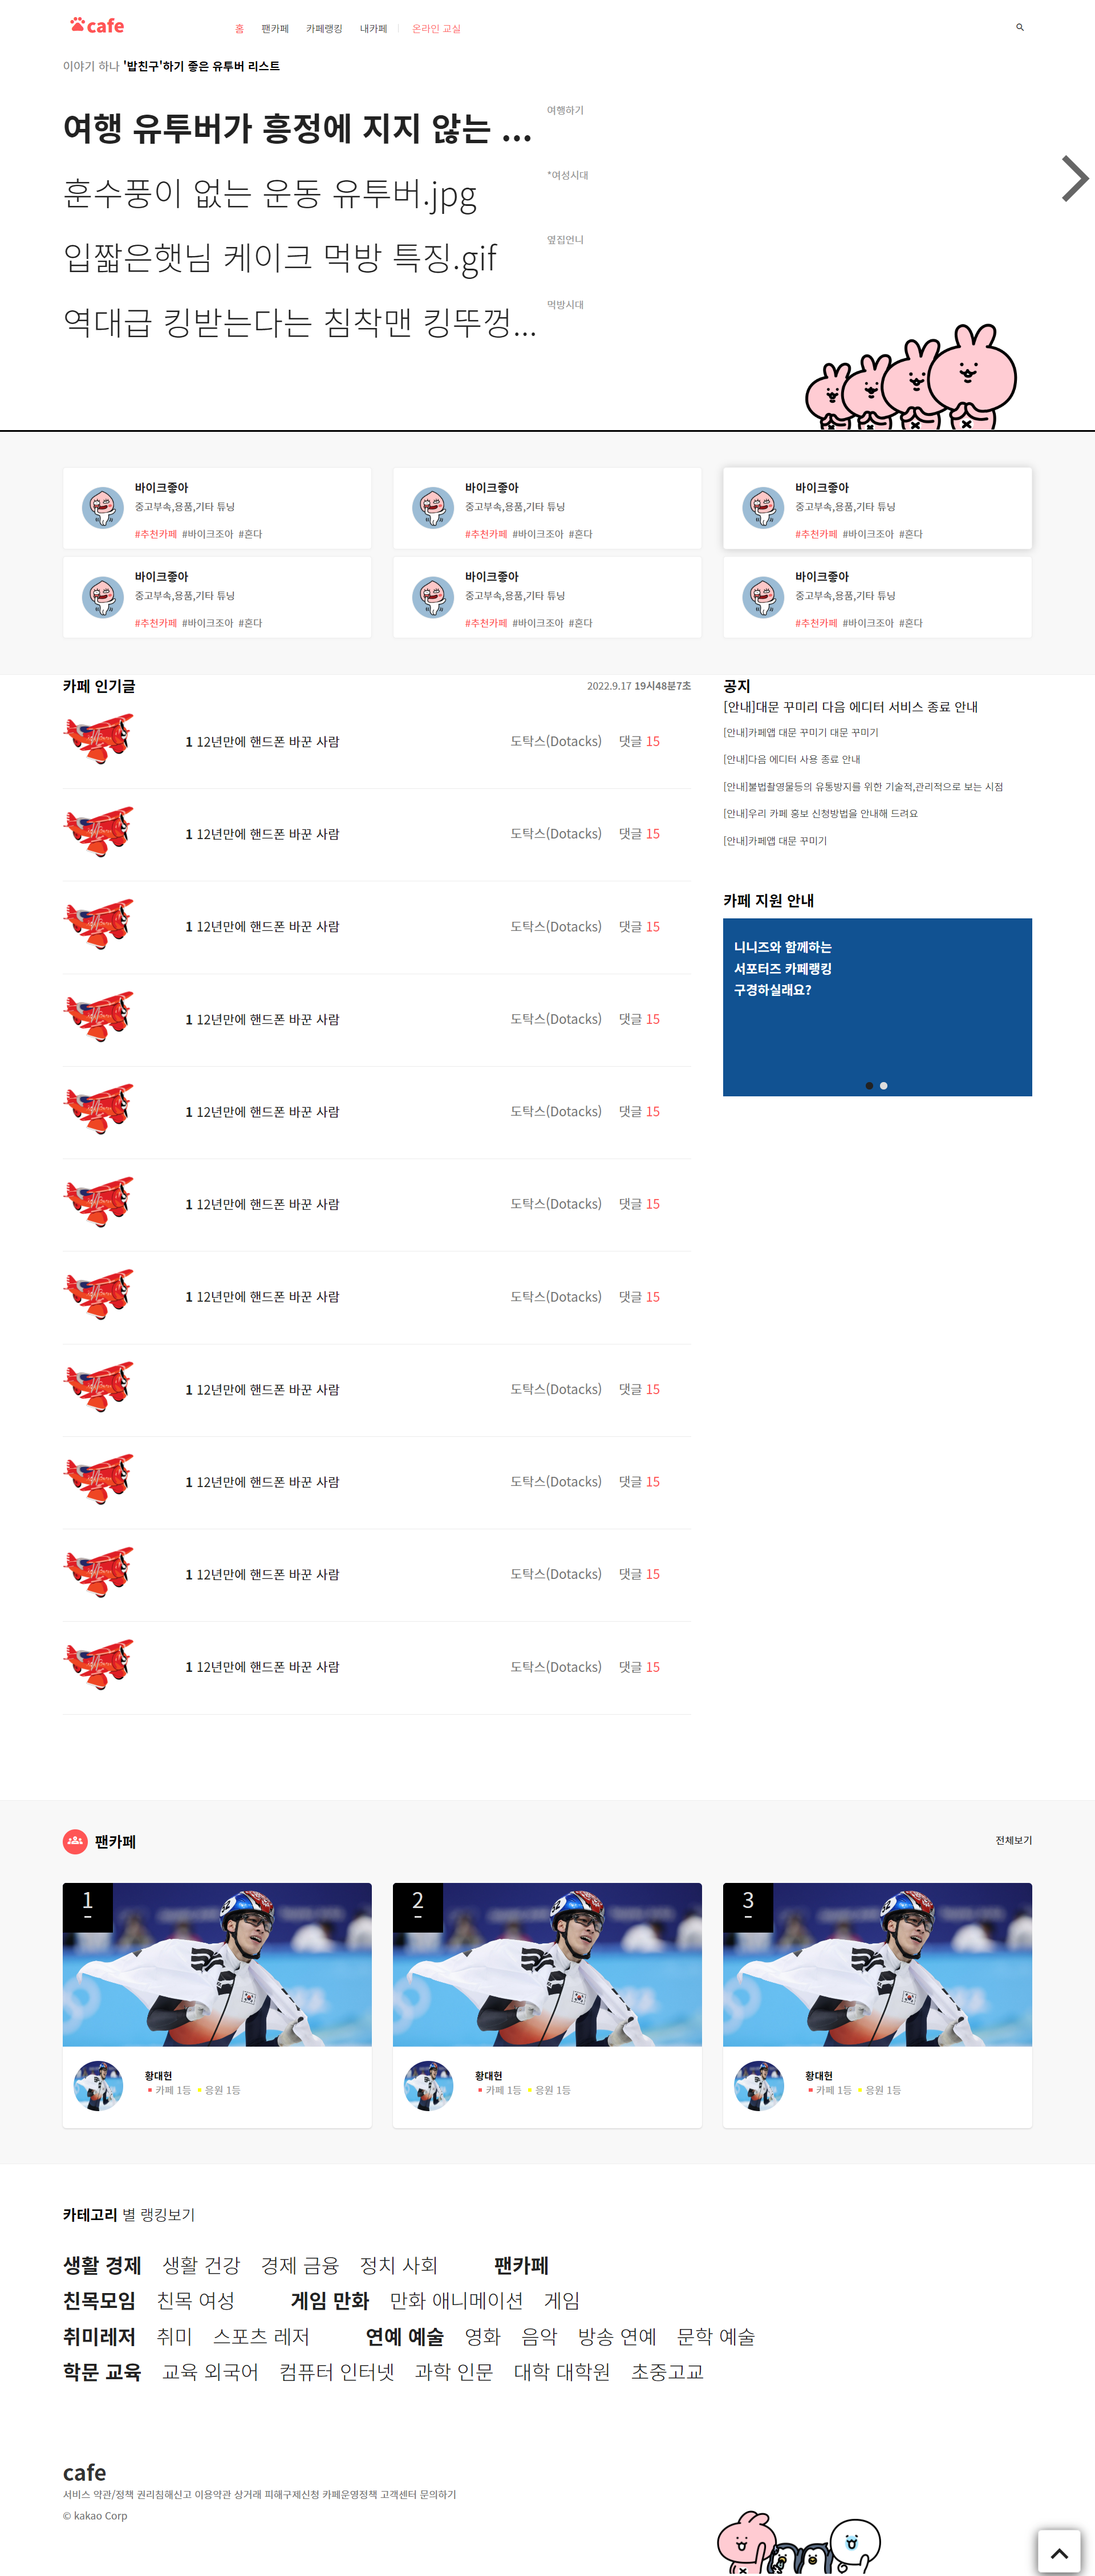 cafe
홈 팬카페 카페랭킹 내카페 온라인 교실
이야기 하나 '밥친구'하기 좋은 유투버 리스트
여행 유투버가 흥정에 지지 않는 ... 여행하기
훈수풍이 없는 운동 유투버.jpg *여성시대
입짧은햇님 케이크 먹방 특징.gif 옆집언니
역대급 킹받는다는 침착맨 킹뚜껑... 먹방시대
바이크좋아 바이크좋아 바이크좋아
중고부속,용품,기타 튜닝 중고부속,용품,기타 튜닝 중고부속,용품,기타 튜닝
#추천카페 #바이크조아 #혼다 #추천카페 #바이크조아 #혼다 #추천카페 #바이크조아 #혼다
바이크좋아 바이크좋아 바이크좋아
중고부속,용품,기타 튜닝 중고부속,용품,기타 튜닝 중고부속,용품,기타 튜닝
#추천카페 #바이크조아 #혼다 #추천카페 #바이크조아 #혼다 #추천카페 #바이크조아 #혼다
카페 인기글 2022.9.17 19시48분7초
1 12년만에 핸드폰 바꾼 사람 도탁스(Dotacks) 댓글 15
1 12년만에 핸드폰 바꾼 사람 도탁스(Dotacks) 댓글 15
1 12년만에 핸드폰 바꾼 사람 도탁스(Dotacks) 댓글 15
1 12년만에 핸드폰 바꾼 사람 도탁스(Dotacks) 댓글 15
1 12년만에 핸드폰 바꾼 사람 도탁스(Dotacks) 댓글 15
1 12년만에 핸드폰 바꾼 사람 도탁스(Dotacks) 댓글 15
1 12년만에 핸드폰 바꾼 사람 도탁스(Dotacks) 댓글 15
1 12년만에 핸드폰 바꾼 사람 도탁스(Dotacks) 댓글 15
1 12년만에 핸드폰 바꾼 사람 도탁스(Dotacks) 댓글 15
1 12년만에 핸드폰 바꾼 사람 도탁스(Dotacks) 댓글 15
1 12년만에 핸드폰 바꾼 사람 도탁스(Dotacks) 댓글 15
공지
[안내]대문 꾸미리 다음 에디터 서비스 종료 안내
[안내]카페앱 대문 꾸미기 대문 꾸미기
[안내]다음 에디터 사용 종료 안내
[안내]불법촬영물등의 유통방지를 위한 기술적,관리적으로 보는 시점
[안내]우리 카페 홍보 신청방법을 안내해 드려요
[안내]카페앱 대문 꾸미기
카페 지원 안내
니니즈와 함께하는
서포터즈 카페랭킹
구경하실래요?
팬카페 전체보기
1 2 3
황대헌 황대헌 황대헌
카페 1등 응원 1등 카페 1등 응원 1등 카페 1등 응원 1등
카테고리 별 랭킹보기
생활 경제 생활 건강 경제 금융 정치 사회 팬카페
친목모임 친목 여성 게임 만화 만화 애니메이션 게임
취미레저 취미 스포츠 레저 연예 예술 영화 음악 방송 연예 문학 예술
학문 교육 교육 외국어 컴퓨터 인터넷 과학 인문 대학 대학원 초중고교
cafe
서비스 약관/정책 권리침해신고 이용약관 상거래 피해구제신청 카페운영정책 고객센터 문의하기
© kakao Corp